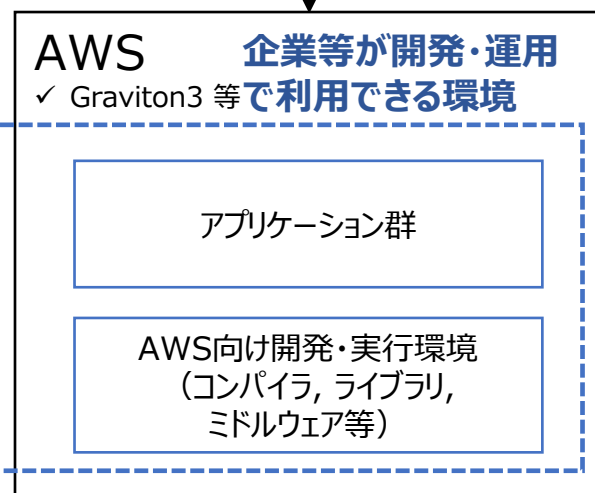 AWS
企業等が開発・運用
✓ Graviton3 等で利用できる環境
アプリケーション群
AWS向け開発・実行環境
（コンパイラ, ライブラリ,
ミドルウェア等）